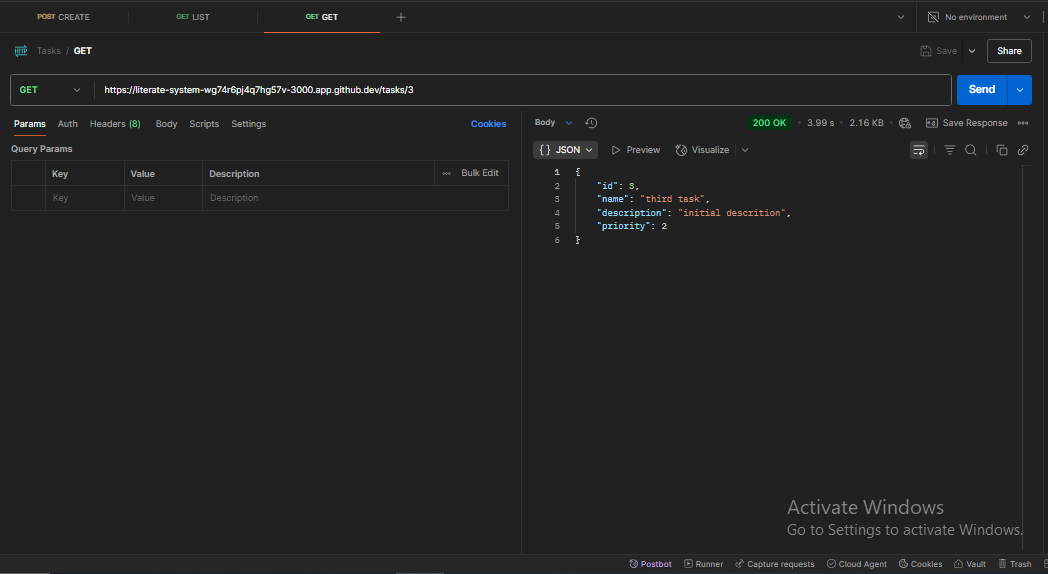 POST CREATE GET LIST GET GET No environment
Tasks / GET Save Share
GET https://literate-system-wg74r6pj4q7hg57v-3000.app.github.dev/tasks/3 Send
Params Auth Headers (8) Body Scripts Settings Cookies
Query Params
Key Value Description Bulk Edit
Key Value Description
Body 200 OK 3.99 s 2.16 KB Save Response
{} JSON Preview Visualize
1 {
2 "id": 3,
3 "name": "third task",
4 "description": "initial descrition",
5 "priority": 2
6 }
Activate Windows
Go to Settings to activate Windows.
Postbot Runner Capture requests Cloud Agent Cookies Vault Trash